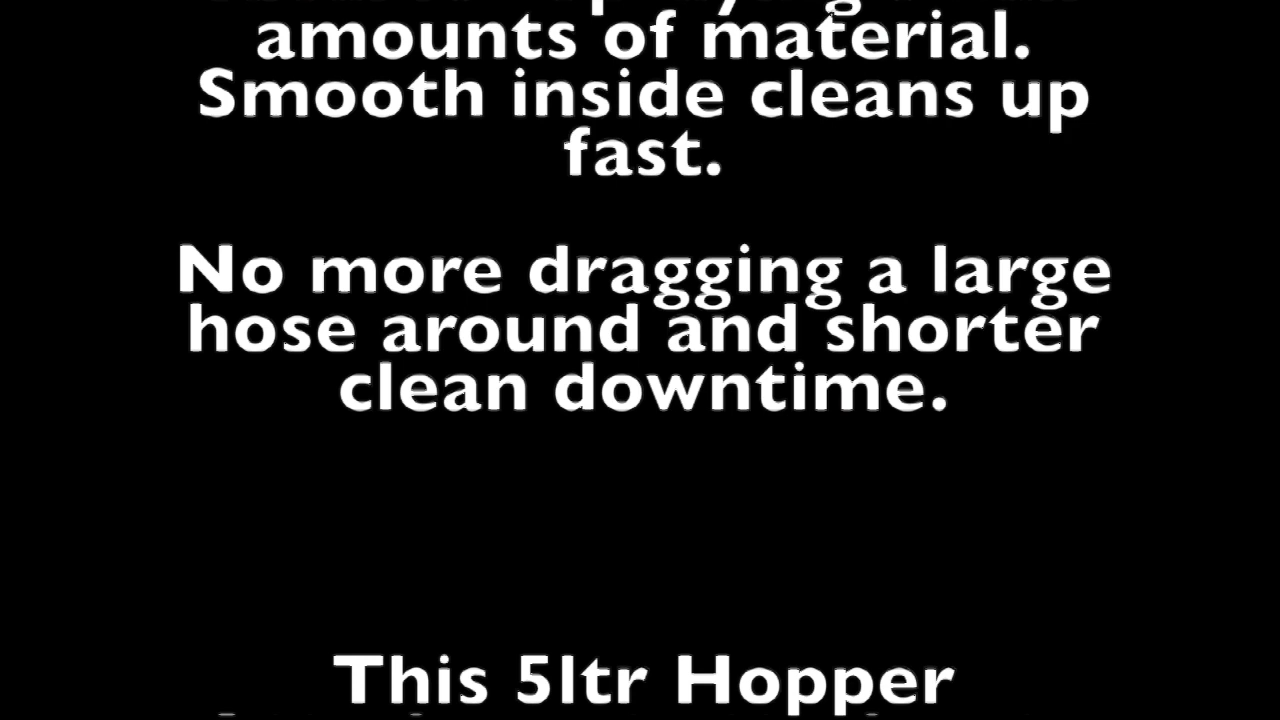 amounts of material.
Smooth inside cleans up
fast.
No more dragging a large
hose around and shorter
clean downtime.
This 5ltr Hopper